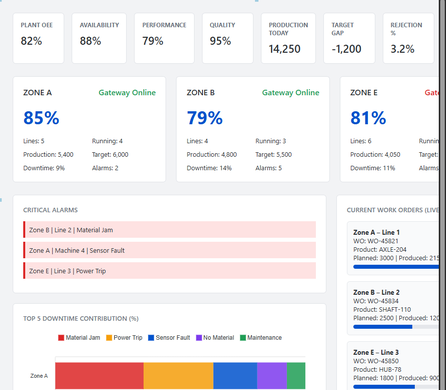 PLANT OEE
82%
AVAILABILITY
88%
PERFORMANCE
79%
QUALITY
95%
PRODUCTION
TODAY
14,250
TARGET
GAP
-1,200
REJECTION
%
3.2%
ZONE A
Gateway Online
85%
Lines: 5
Running: 4
Production: 5,400
Target: 6,000
Downtime: 9%
Alarms: 2
ZONE B
Gateway Online
79%
Lines: 4
Running: 3
Production: 4,800
Target: 5,500
Downtime: 14%
Alarms: 5
ZONE E
81%
Lines: 6
Production: 4,050
Downtime: 11%
CRITICAL ALARMS
Zone B | Line 2 | Material Jam
Zone A | Machine 4 | Sensor Fault
Zone E | Line 3 | Power Trip
CURRENT WORK ORDERS (LIVE
Zone A – Line 1
WO: WO-45821
Product: AXLE-204
Planned: 3000 | Produced: 215
Zone B – Line 2
WO: WO-45834
Product: SHAFT-110
Planned: 2500 | Produced: 120
Zone E – Line 3
WO: WO-45850
Product: HUB-78
Planned: 1800 | Produced: 900
TOP 5 DOWNTIME CONTRIBUTION (%)
Material Jam
Power Trip
Sensor Fault
No Material
Maintenance
Zone A